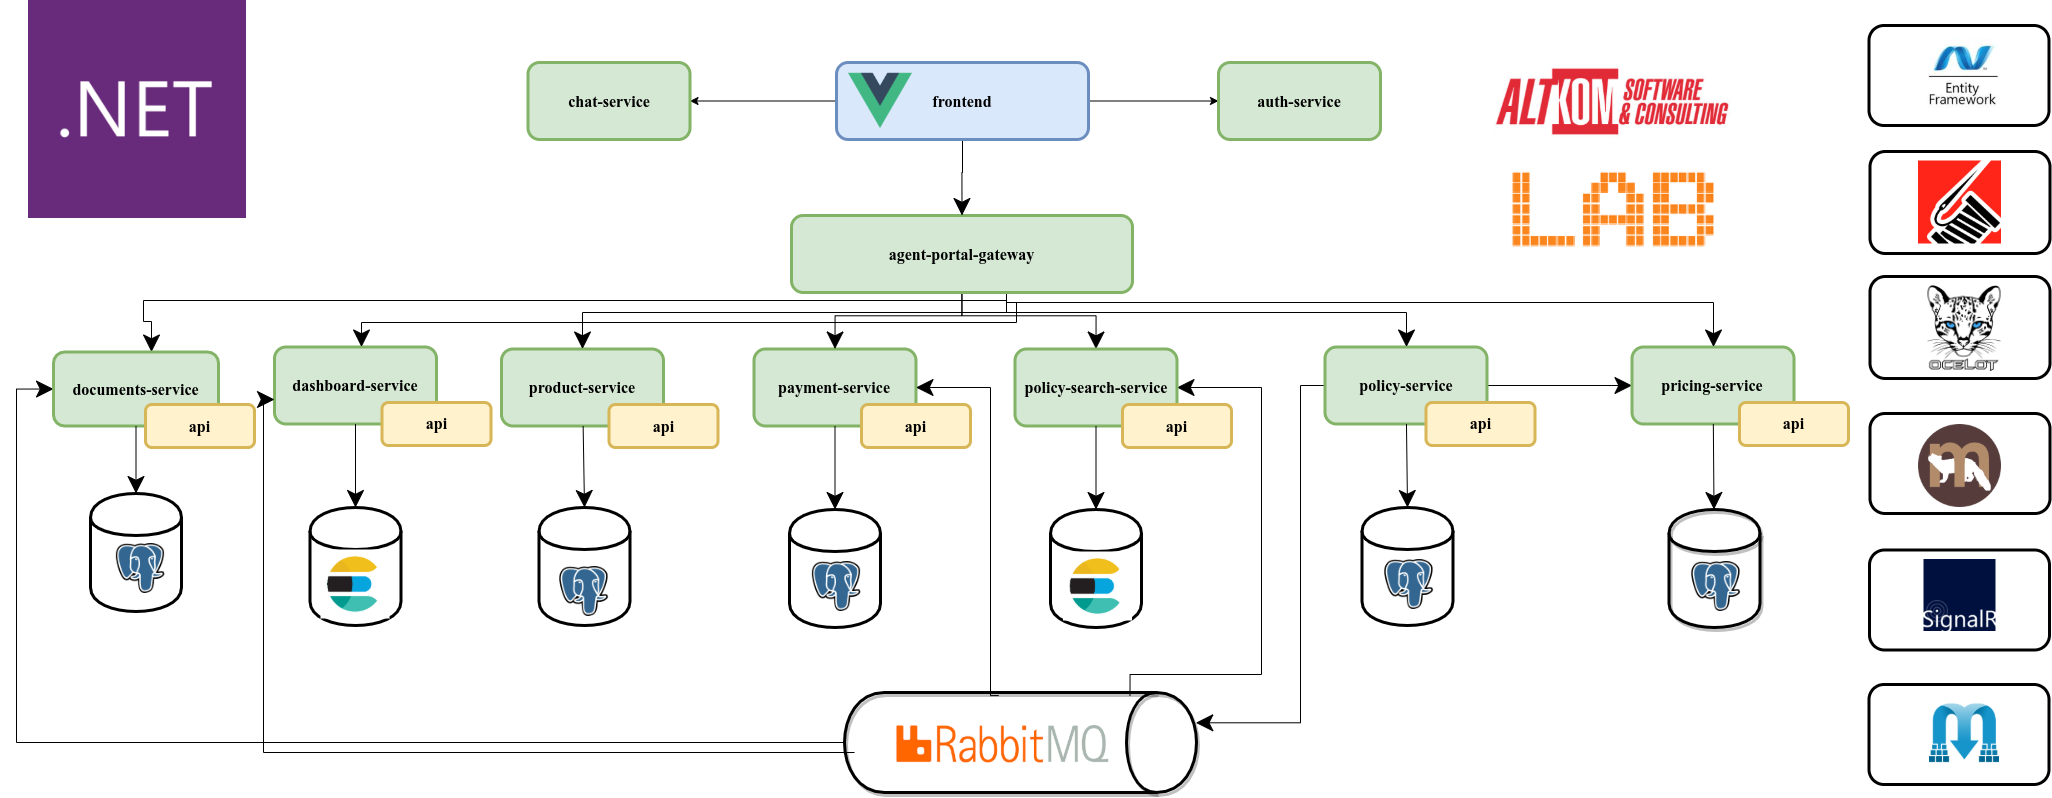 .NET
chat-service
frontend
auth-service
ALTKOM SOFTWARE
& CONSULTING
LAB
Entity
Framework
agent-portal-gateway
OCELOT
documents-service
api
dashboard-service
api
product-service
api
payment-service
api
policy-search-service
api
policy-service
api
pricing-service
api
m
SignalR
RabbitMQ